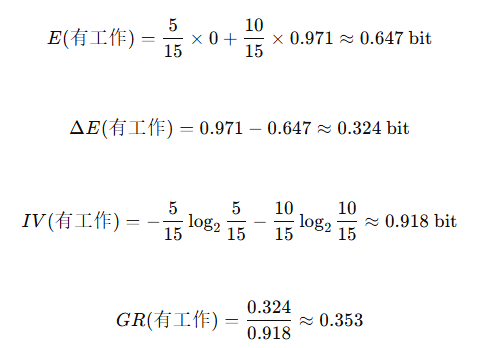 E(有工作) = 5/15 × 0 + 10/15 × 0.971 ≈ 0.647 bit
ΔE(有工作) = 0.971 − 0.647 ≈ 0.324 bit
IV(有工作) = −5/15 log₂ 5/15 − 10/15 log₂ 10/15 ≈ 0.918 bit
GR(有工作) = 0.324/0.918 ≈ 0.353